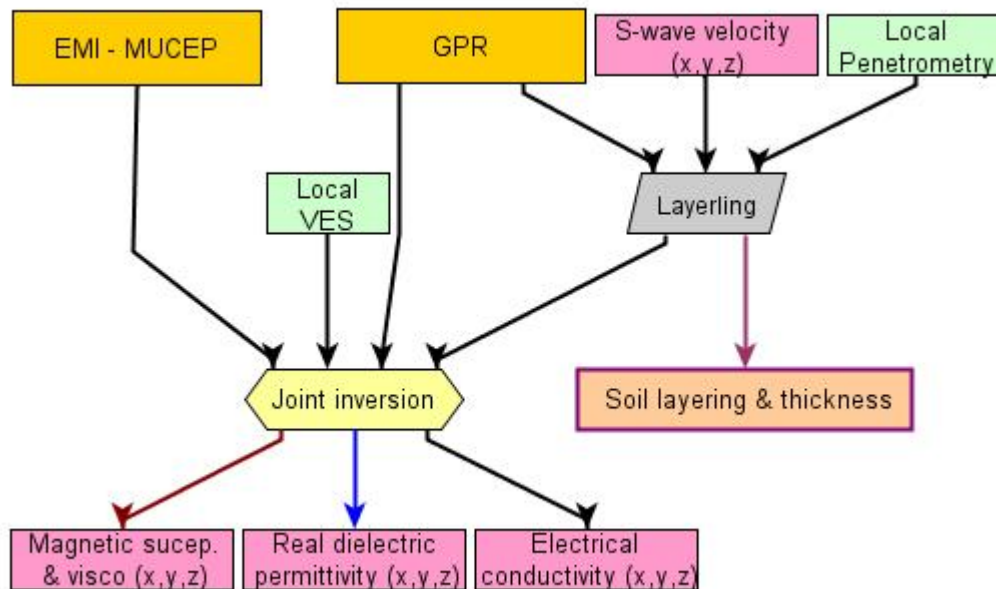 EMI - MUCEP
GPR
S-wave velocity
(x,y,z)
Local
Penetrometry
Local
VES
Layerling
Joint inversion
Soil layering & thickness
Magnetic sucep.
& visco (x,y,z)
Real dielectric
permittivity (x,y,z)
Electrical
conductivity (x,y,z)